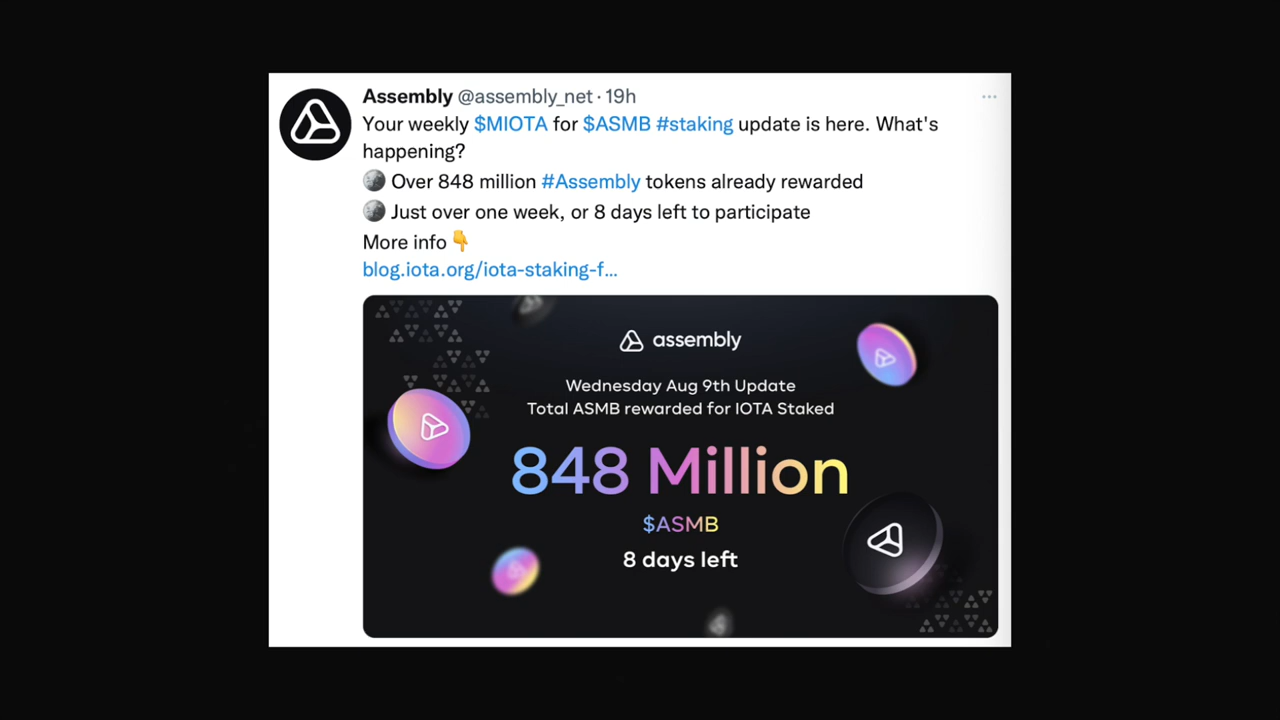 Assembly @assembly_net · 19h
Your weekly $MIOTA for $ASMB #staking update is here. What's
happening?
🌑 Over 848 million #Assembly tokens already rewarded
🌑 Just over one week, or 8 days left to participate
More info 👇
blog.iota.org/iota-staking-f...
assembly
Wednesday Aug 9th Update
Total ASMB rewarded for IOTA Staked
848 Million
$ASMB
8 days left